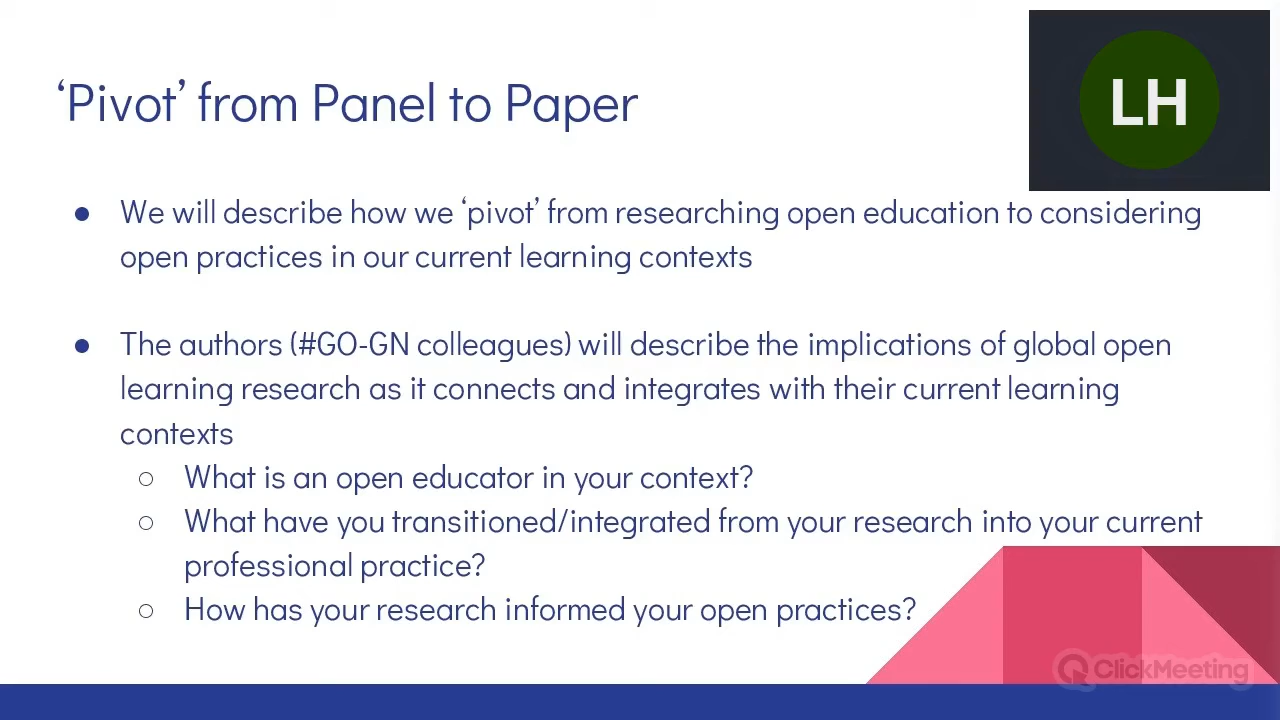 ‘Pivot’ from Panel to Paper
LH
● We will describe how we ‘pivot’ from researching open education to considering
open practices in our current learning contexts
● The authors (#GO-GN colleagues) will describe the implications of global open
learning research as it connects and integrates with their current learning
contexts
○ What is an open educator in your context?
○ What have you transitioned/integrated from your research into your current
professional practice?
○ How has your research informed your open practices?
ClickMeeting